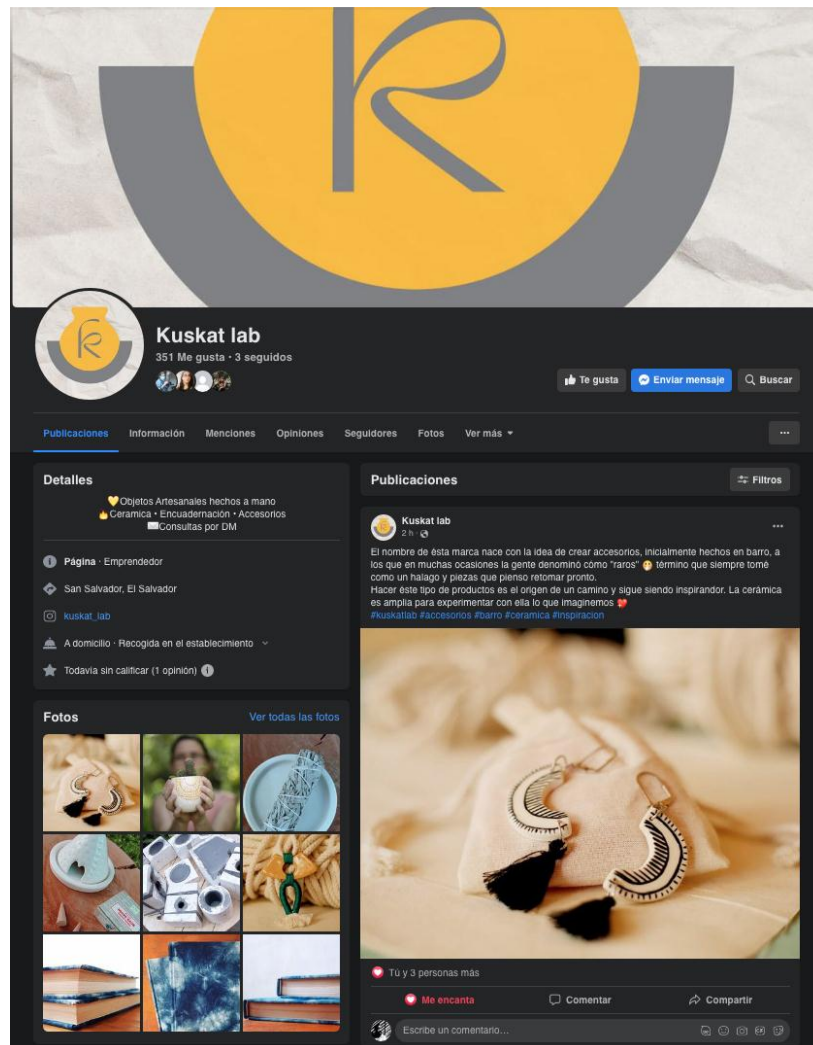 Kuskat lab
351 Me gusta · 3 seguidos
Te gusta
Enviar mensaje
Buscar
Publicaciones
Información
Menciones
Opiniones
Seguidores
Fotos
Ver más
Detalles
💛Objetos Artesanales hechos a mano
🔥Ceramica • Encuadernación • Accesorios
✉Consultas por DM
Página · Emprendedor
San Salvador, El Salvador
kuskat_lab
A domicilio · Recogida en el establecimiento
Todavía sin calificar (1 opinión)
Fotos
Ver todas las fotos
Publicaciones
Filtros
Kuskat lab
2 h ·
El nombre de ésta marca nace con la idea de crear accesorios, inicialmente hechos en barro, a
los que en muchas ocasiones la gente denominó cómo "raros" 🤭 término que siempre tomé
como un halago y piezas que pienso retomar pronto.
Hacer éste tipo de productos es el origen de un camino y sigue siendo inspirandor. La cerámica
es amplia para experimentar con ella lo que imaginemos 💖
#kuskatlab #accesorios #barro #ceramica #inspiracion
Tú y 3 personas más
Me encanta
Comentar
Compartir
Escribe un comentario...